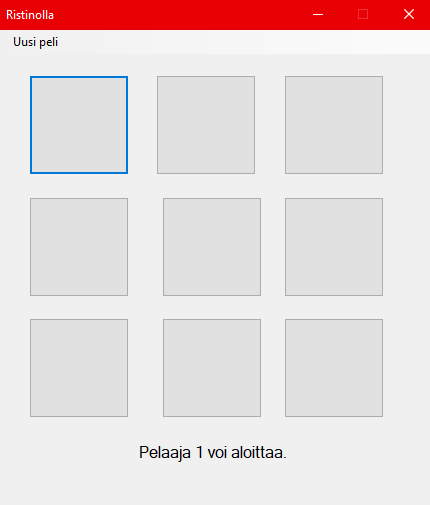 Ristinolla
Uusi peli
Pelaaja 1 voi aloittaa.